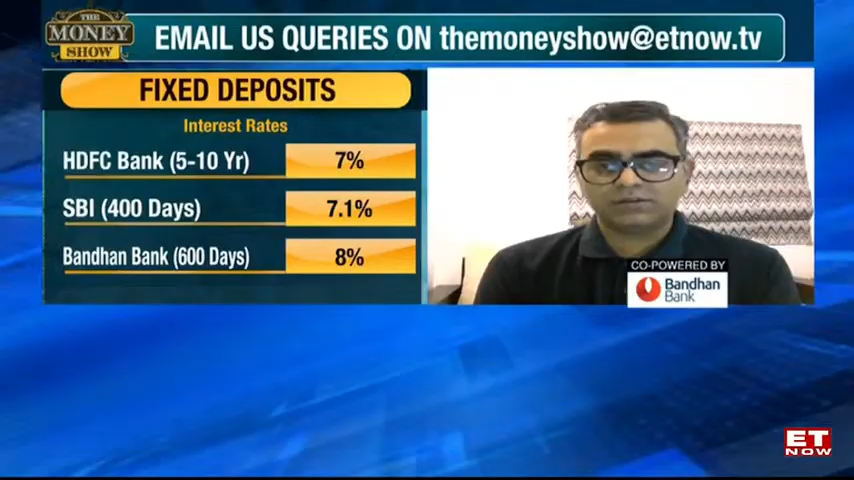 THE
MONEY
SHOW
EMAIL US QUERIES ON themoneyshow@etnow.tv
FIXED DEPOSITS
Interest Rates
HDFC Bank (5-10 Yr) 7%
SBI (400 Days) 7.1%
Bandhan Bank (600 Days) 8%
CO-POWERED BY
Bandhan
Bank
ET
NOW